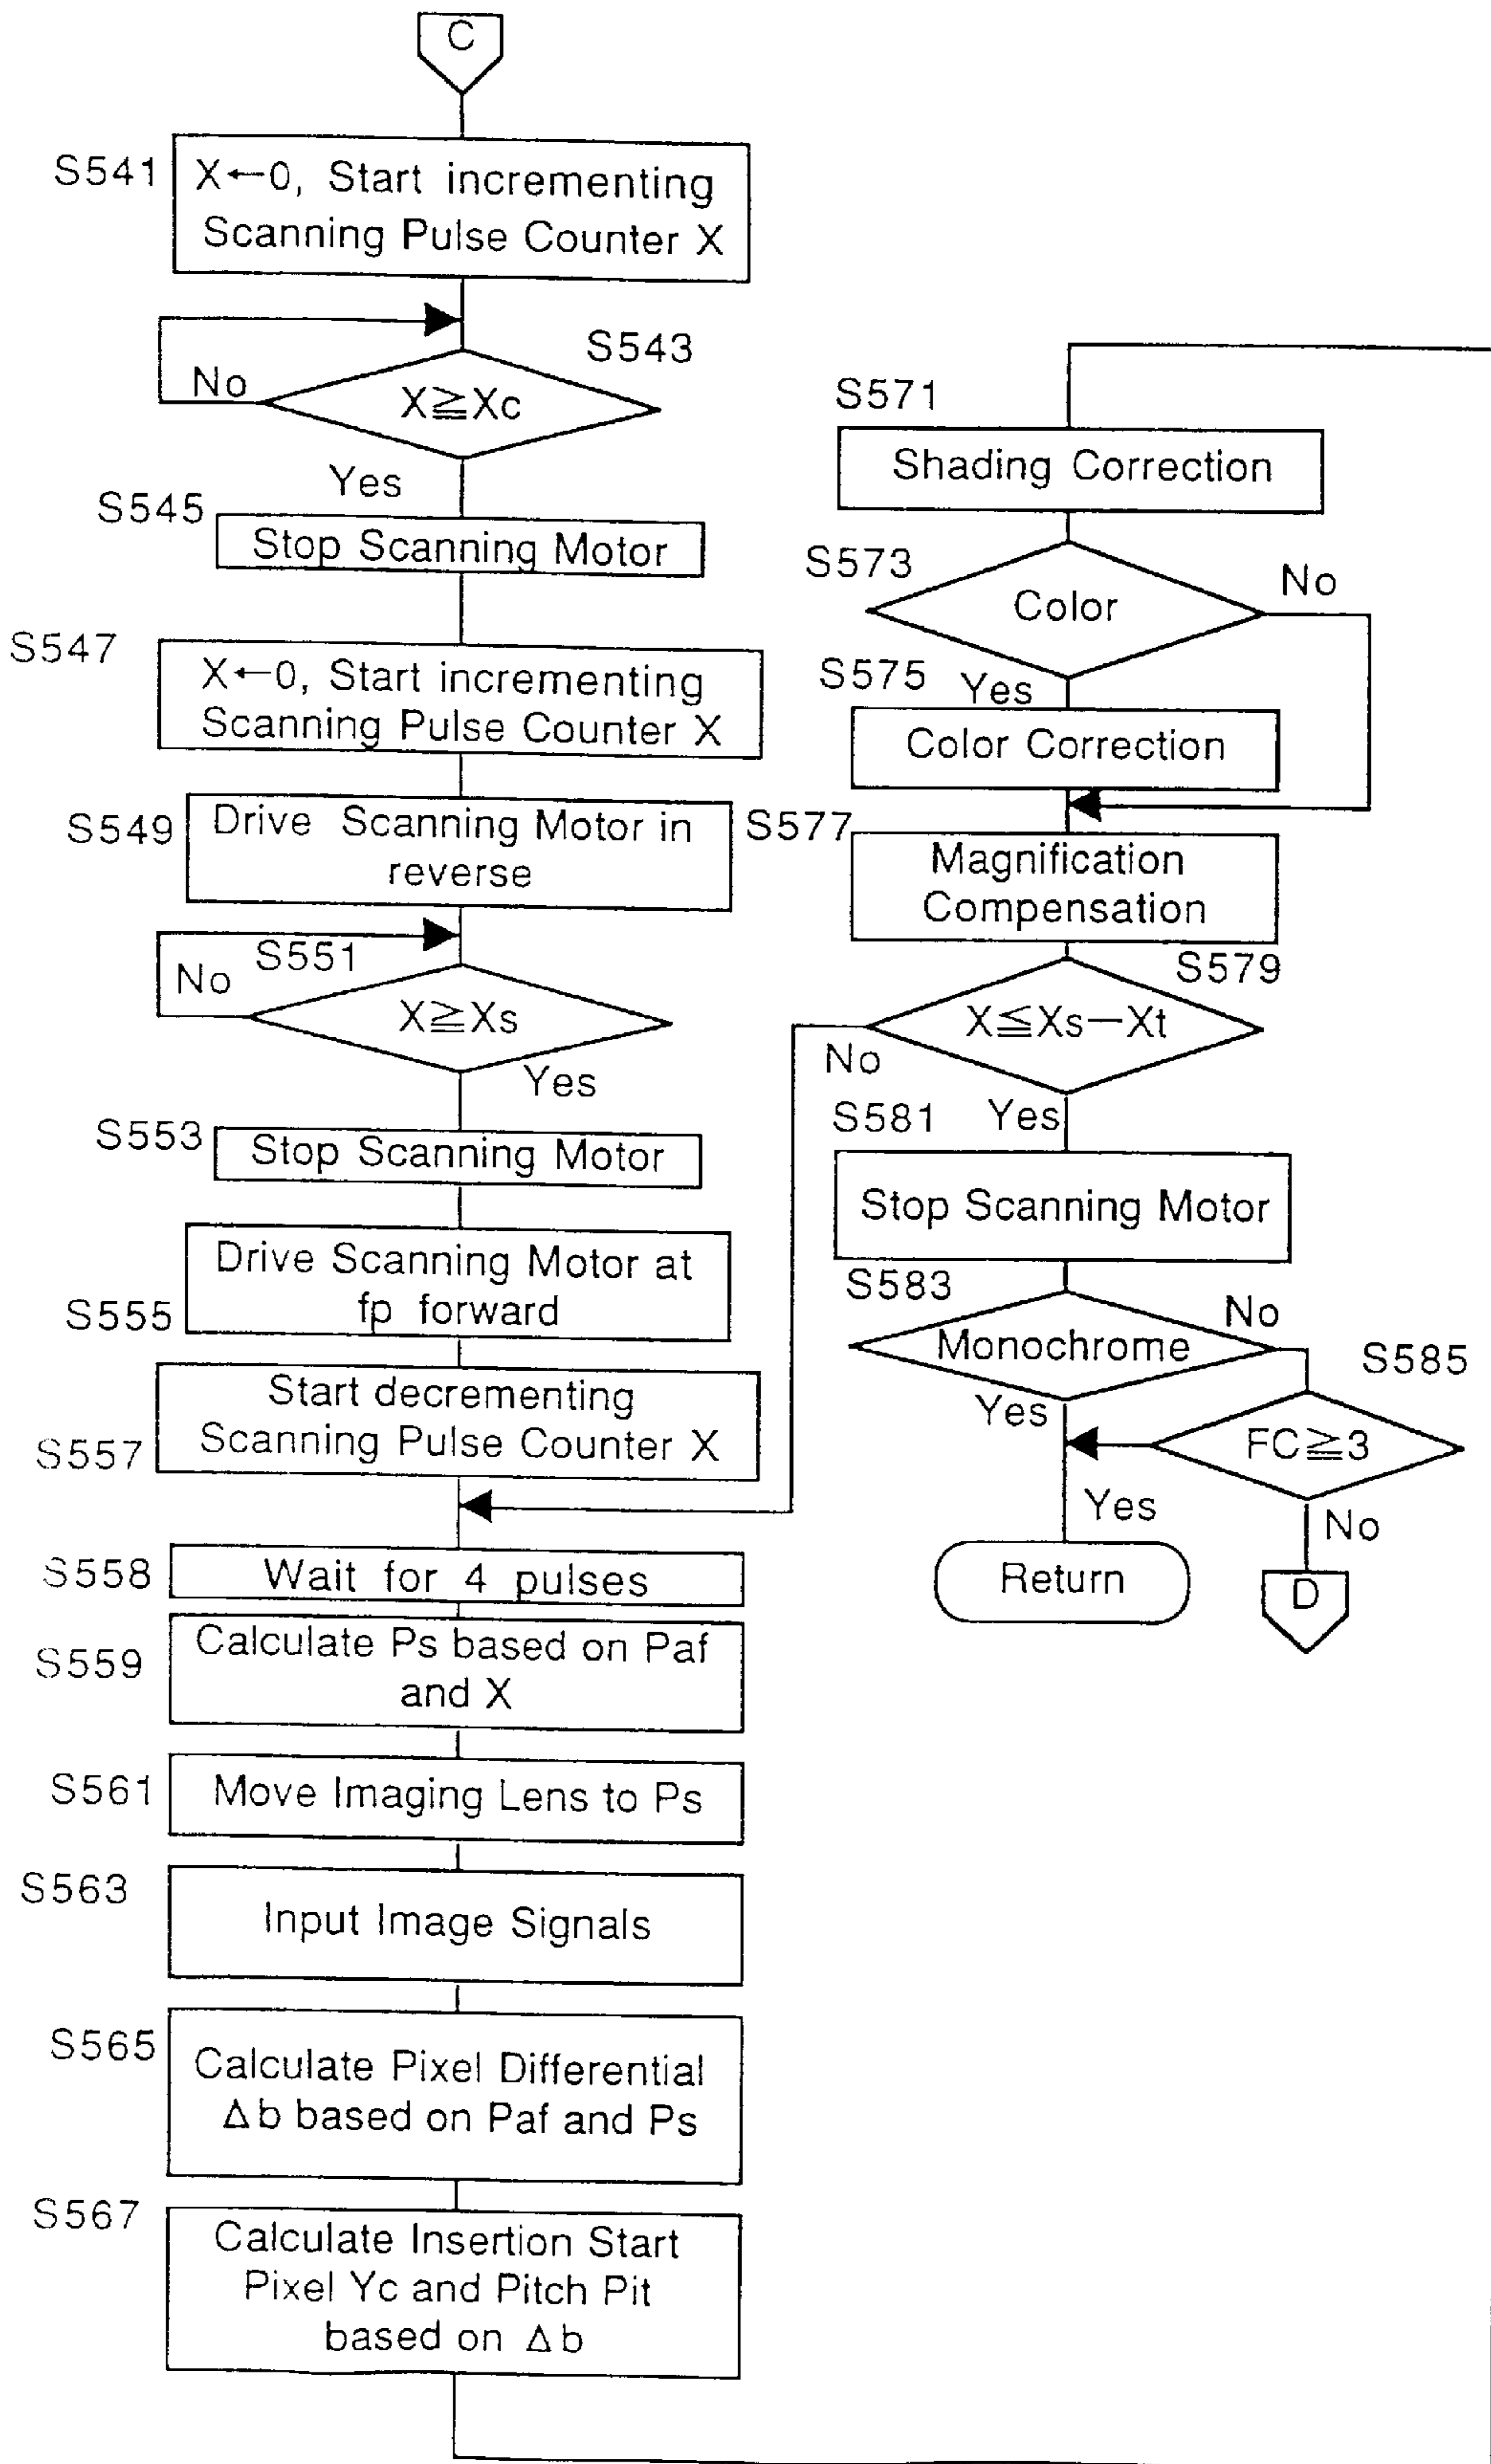 C
S541
X←0, Start incrementing
Scanning Pulse Counter X
S543
No
X≧Xc
Yes
S545
Stop Scanning Motor
S547
X←0, Start incrementing
Scanning Pulse Counter X
S549
Drive Scanning Motor in
reverse
S551
No
X≧Xs
Yes
S553
Stop Scanning Motor
S555
Drive Scanning Motor at
fp forward
S557
Start decrementing
Scanning Pulse Counter X
S558
Wait for 4 pulses
S559
Calculate Ps based on Paf
and X
S561
Move Imaging Lens to Ps
S563
Input Image Signals
S565
Calculate Pixel Differential
Δb based on Paf and Ps
S567
Calculate Insertion Start
Pixel Yc and Pitch Pit
based on Δb
S571
Shading Correction
S573
Color
No
S575
Yes
Color Correction
S577
Magnification
Compensation
S579
X≦Xs−Xt
No
Yes
S581
Stop Scanning Motor
S583
Monochrome
No
Yes
S585
FC≧3
Yes
No
Return
D